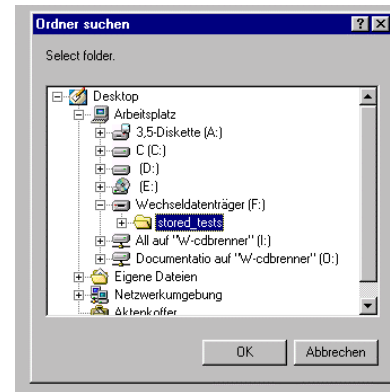 Ordner suchen
Select folder.
Desktop
Arbeitsplatz
3,5-Diskette (A:)
C (C:)
(D:)
(E:)
Wechseldatenträger (F:)
stored_tests
All auf "W-cdbrenner" (I:)
Documentatio auf "W-cdbrenner" (O:)
Eigene Dateien
Netzwerkumgebung
Aktenkoffer
OK Abbrechen